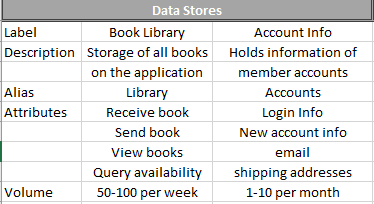 Data Stores
Label Book Library Account Info
Description Storage of all books Holds information of
on the application member accounts
Alias Library Accounts
Attributes Receive book Login Info
Send book New account info
View books email
Query availability shipping addresses
Volume 50-100 per week 1-10 per month